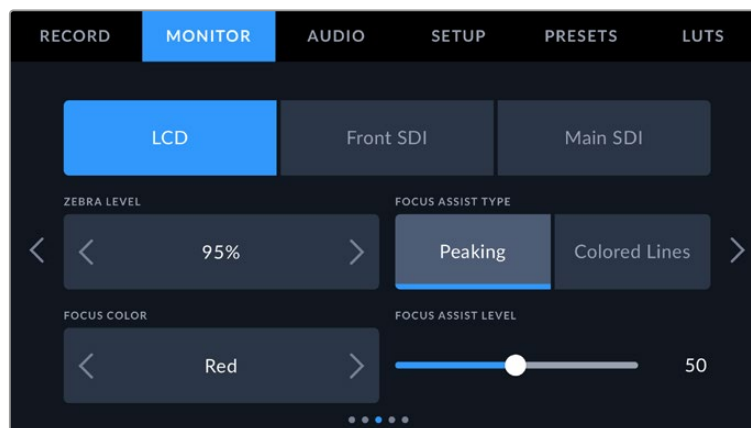 RECORD MONITOR AUDIO SETUP PRESETS LUTS
LCD Front SDI Main SDI
ZEBRA LEVEL FOCUS ASSIST TYPE
95% Peaking Colored Lines
FOCUS COLOR FOCUS ASSIST LEVEL
Red 50